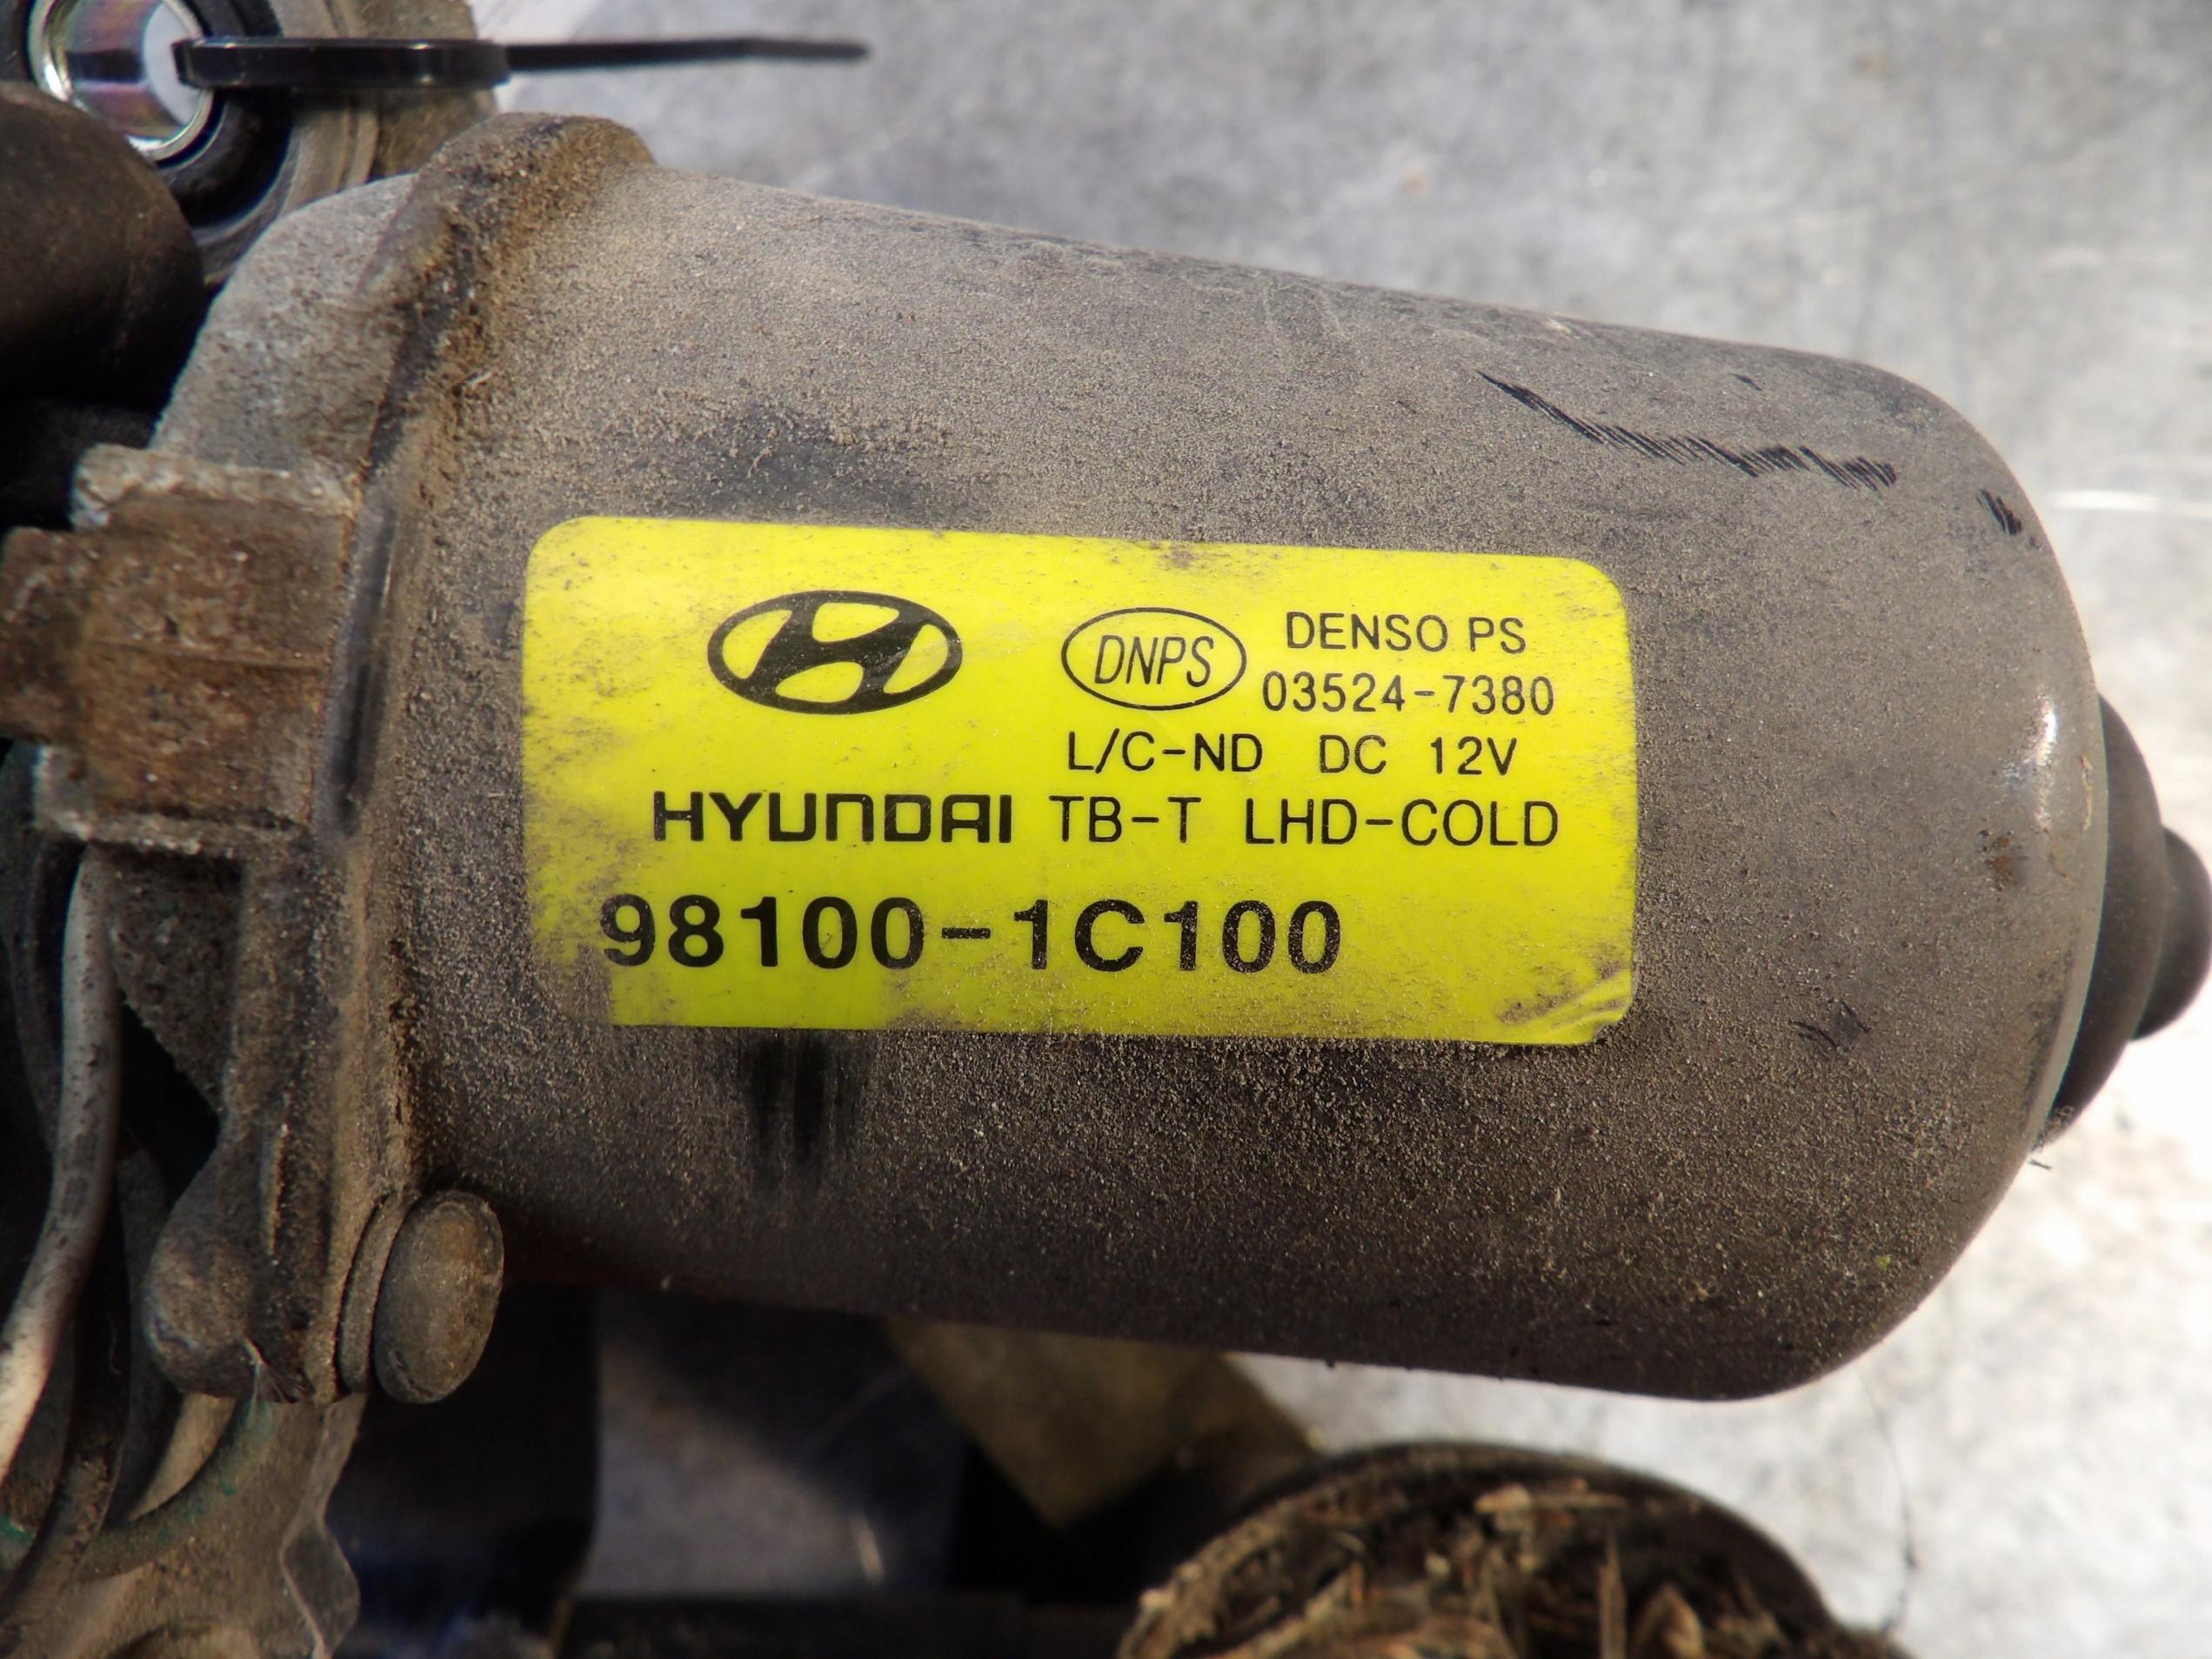 DNPS DENSO PS
03524-7380
L/C-ND DC 12V
HYUNDAI TB-T LHD-COLD
98100-1C100